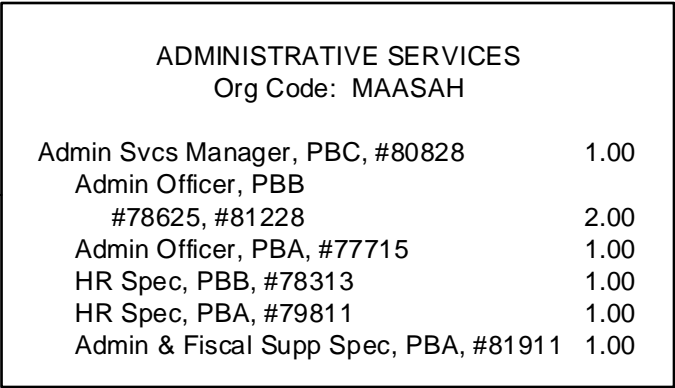 ADMINISTRATIVE SERVICES
Org Code: MAASAH
Admin Svcs Manager, PBC, #80828 1.00
Admin Officer, PBB
#78625, #81228 2.00
Admin Officer, PBA, #77715 1.00
HR Spec, PBB, #78313 1.00
HR Spec, PBA, #79811 1.00
Admin & Fiscal Supp Spec, PBA, #81911 1.00